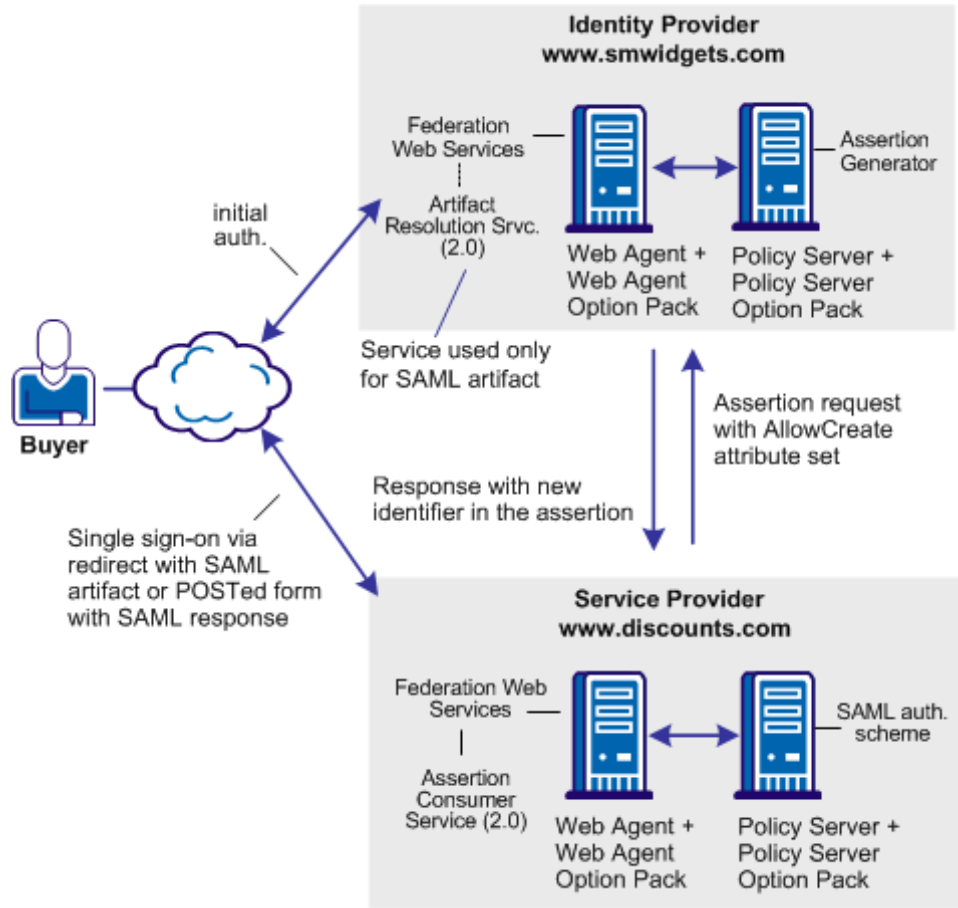 Identity Provider
www.smwidgets.com
Federation
Web Services
Artifact
Resolution Srvc.
(2.0)
Assertion
Generator
initial
auth.
Web Agent +
Web Agent
Option Pack
Policy Server +
Policy Server
Option Pack
Service used only
for SAML artifact
Buyer
Assertion request
with AllowCreate
attribute set
Response with new
identifier in the assertion
Single sign-on via
redirect with SAML
artifact or POSTed form
with SAML response
Service Provider
www.discounts.com
Federation Web
Services
Assertion
Consumer
Service (2.0)
SAML auth.
scheme
Web Agent +
Web Agent
Option Pack
Policy Server +
Policy Server
Option Pack